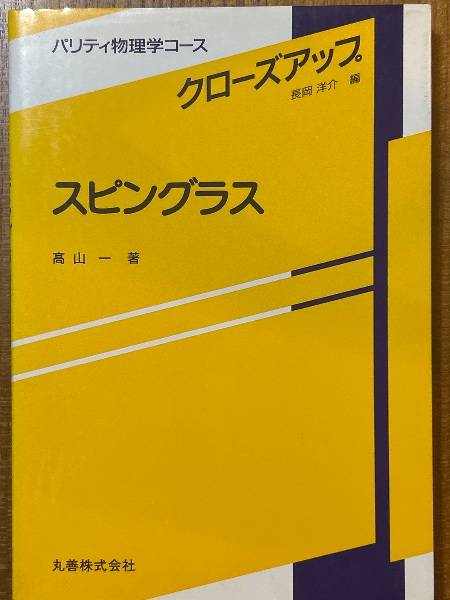 パリティ物理学コース
クローズアップ
長岡 洋介 編
スピングラス
髙山 一 著
丸善株式会社